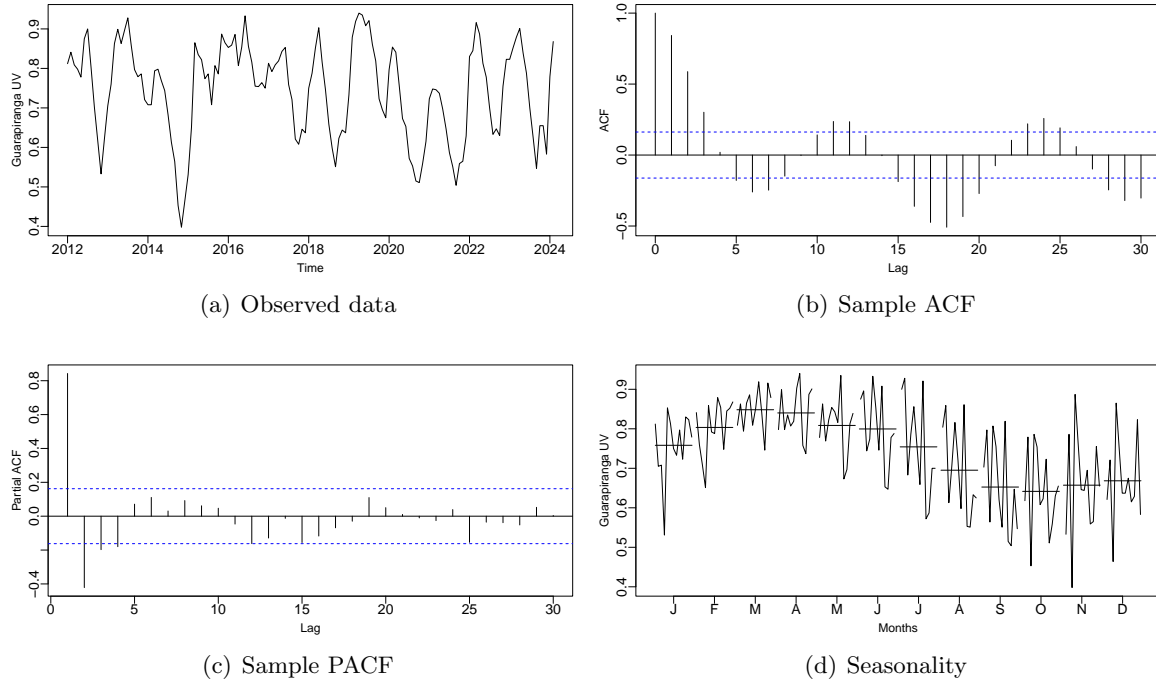 Guarapiranga UV
0.4 0.5 0.6 0.7 0.8 0.9
2012 2014 2016 2018 2020 2022 2024
Time
(a) Observed data
ACF
−0.5 0.0 0.5 1.0
0 5 10 15 20 25 30
Lag
(b) Sample ACF
Partial ACF
−0.4 0.0 0.2 0.4 0.6 0.8
0 5 10 15 20 25 30
Lag
(c) Sample PACF
Guarapiranga UV
0.4 0.5 0.6 0.7 0.8 0.9
J F M A M J J A S O N D
Months
(d) Seasonality